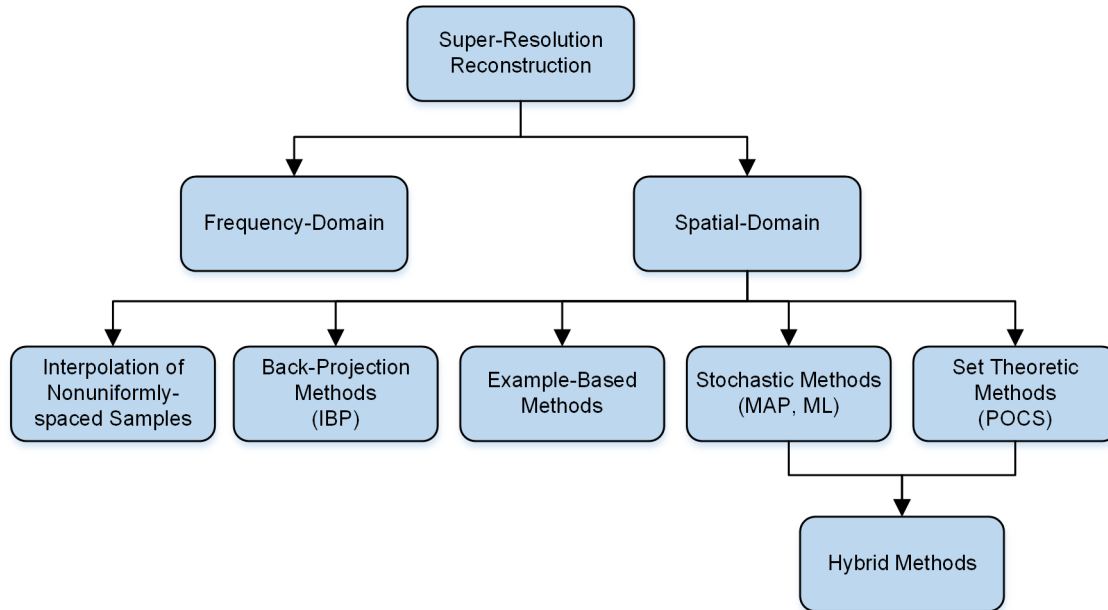 Super-Resolution
Reconstruction
Frequency-Domain
Spatial-Domain
Interpolation of
Nonuniformly-
spaced Samples
Back-Projection
Methods
(IBP)
Example-Based
Methods
Stochastic Methods
(MAP, ML)
Set Theoretic
Methods
(POCS)
Hybrid Methods